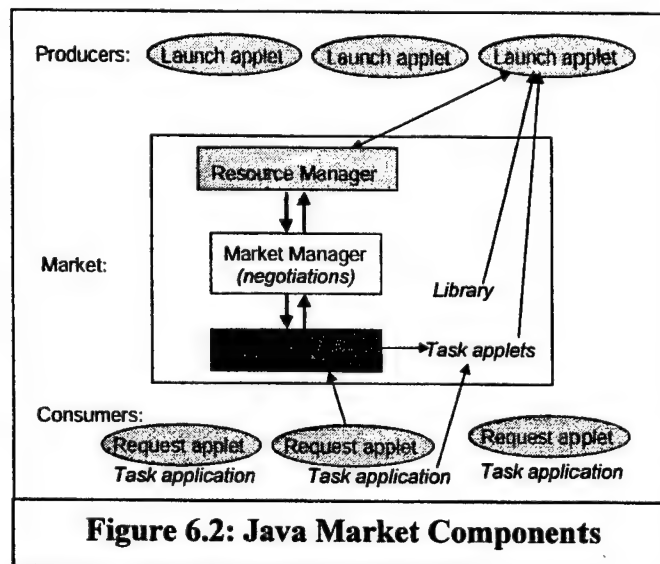 Producers: Launch applet Launch applet Launch applet
Resource Manager
Market Manager
Market: (negotiations)
Library
Task applets
Consumers:
Request applet Request applet Request applet
Task application Task application Task application
Figure 6.2: Java Market Components